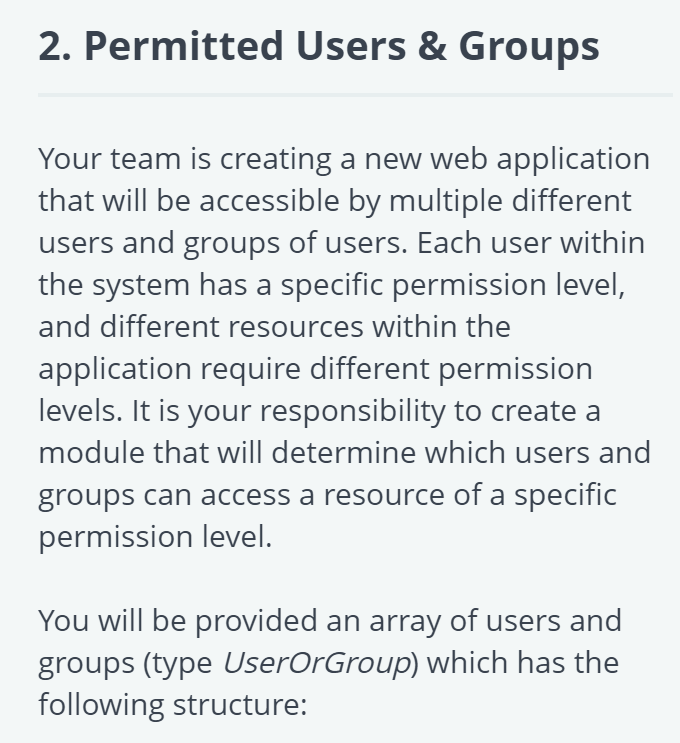 2. Permitted Users & Groups
Your team is creating a new web application
that will be accessible by multiple different
users and groups of users. Each user within
the system has a specific permission level,
and different resources within the
application require different permission
levels. It is your responsibility to create a
module that will determine which users and
groups can access a resource of a specific
permission level.
You will be provided an array of users and
groups (type UserOrGroup) which has the
following structure: